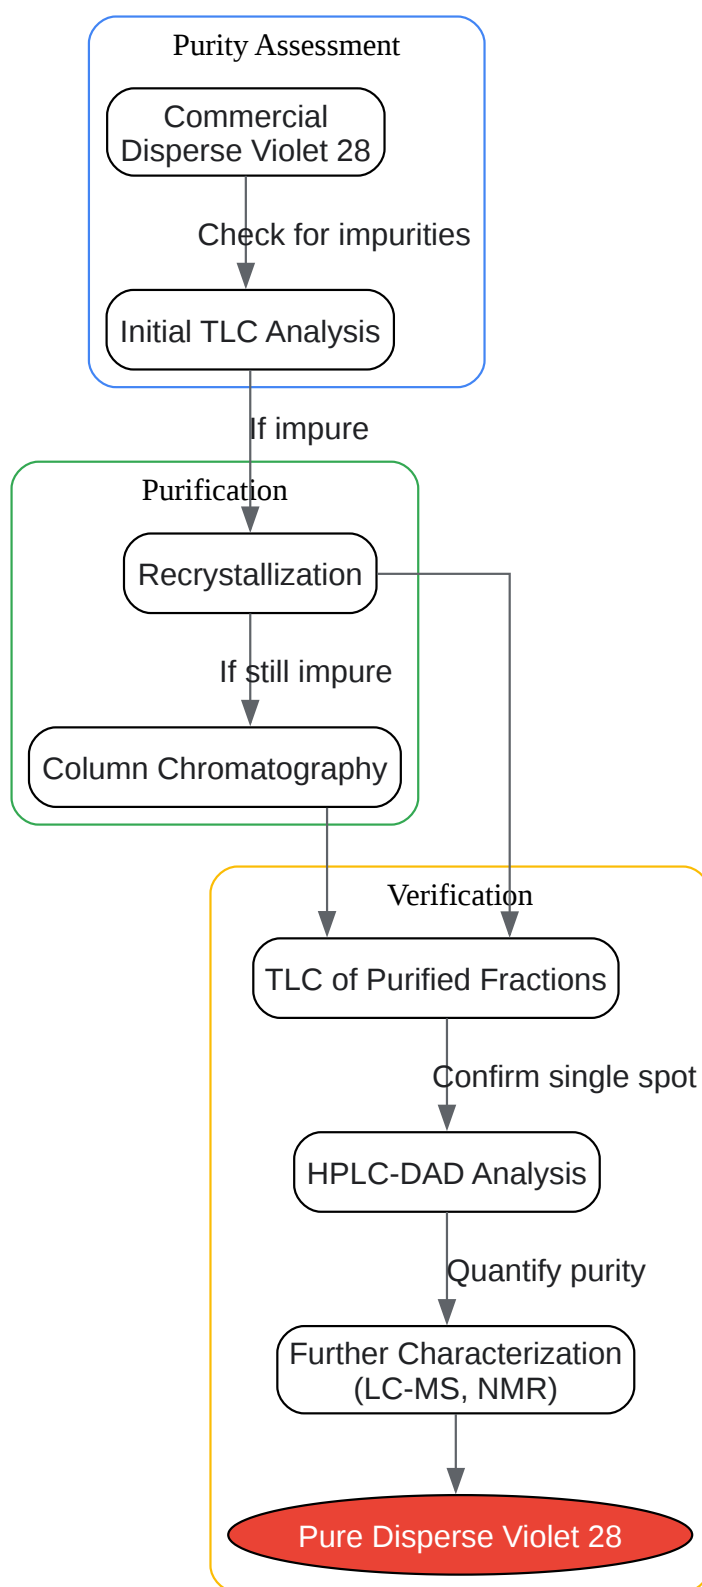 Purity Assessment
Commercial
Disperse Violet 28
Check for impurities
Initial TLC Analysis
If impure
Purification
Recrystallization
If still impure
Column Chromatography
Verification
TLC of Purified Fractions
Confirm single spot
HPLC-DAD Analysis
Quantify purity
Further Characterization
(LC-MS, NMR)
Pure Disperse Violet 28